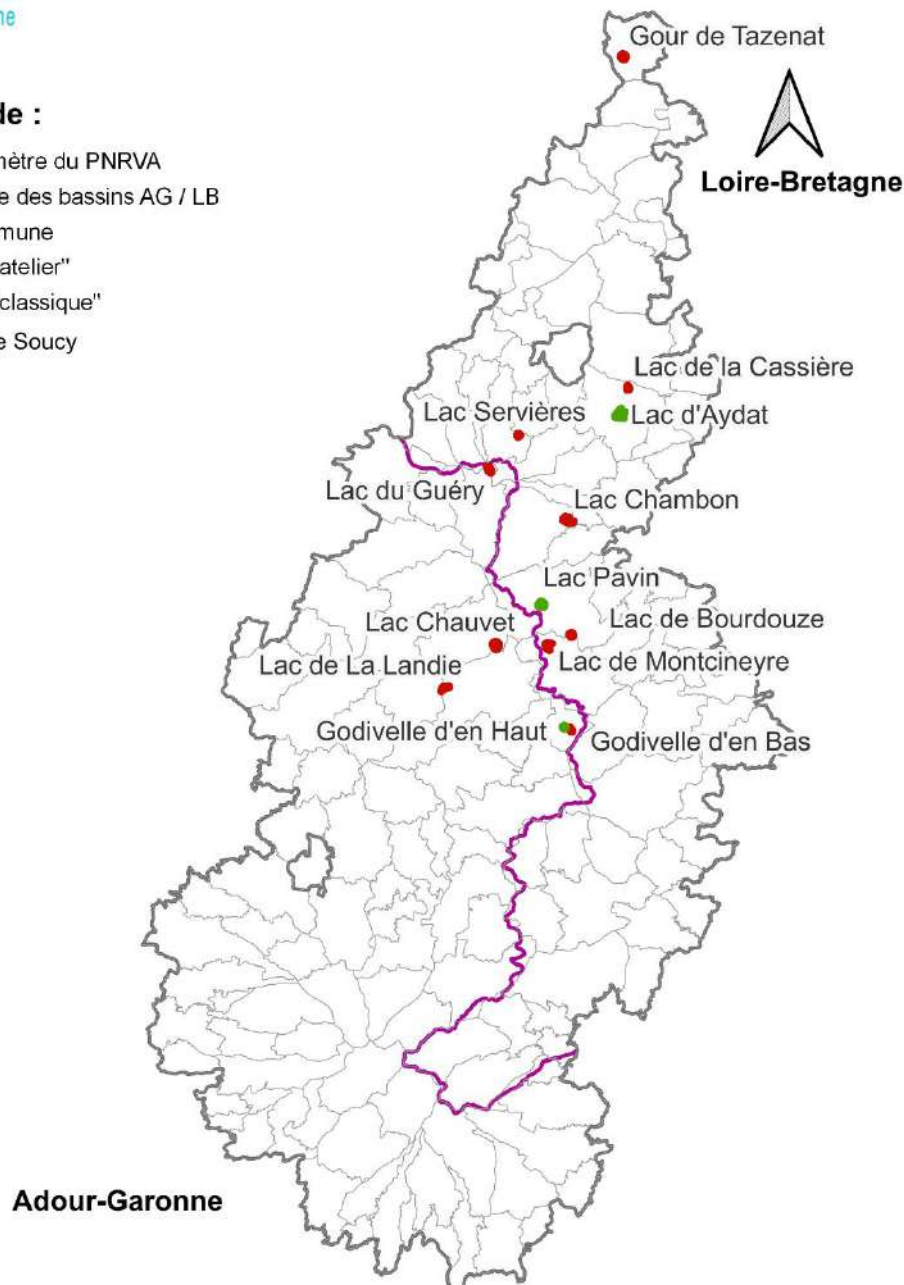 ne
de :
nètre du PNRVA
e des bassins AG / LB
mune
atelier"
classique"
e Soucy
Gour de Tazenat
Loire-Bretagne
Lac de la Cassière
Lac Servières
Lac d'Aydat
Lac du Guéry
Lac Chambon
Lac Pavin
Lac Chauvet
Lac de Bourdouze
Lac de La Landie
Lac de Montcineyre
Godivelle d'en Haut
Godivelle d'en Bas
Adour-Garonne